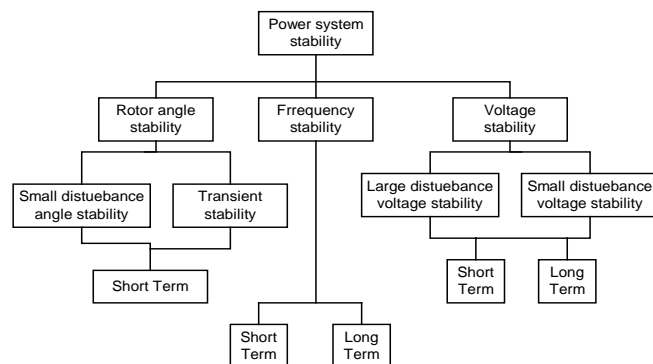 Power system
stability
Rotor angle
stability
Frrequency
stability
Voltage
stability
Small distuebance
angle stability
Transient
stability
Large distuebance
voltage stability
Small distuebance
voltage stability
Short Term
Short
Term
Long
Term
Short
Term
Long
Term